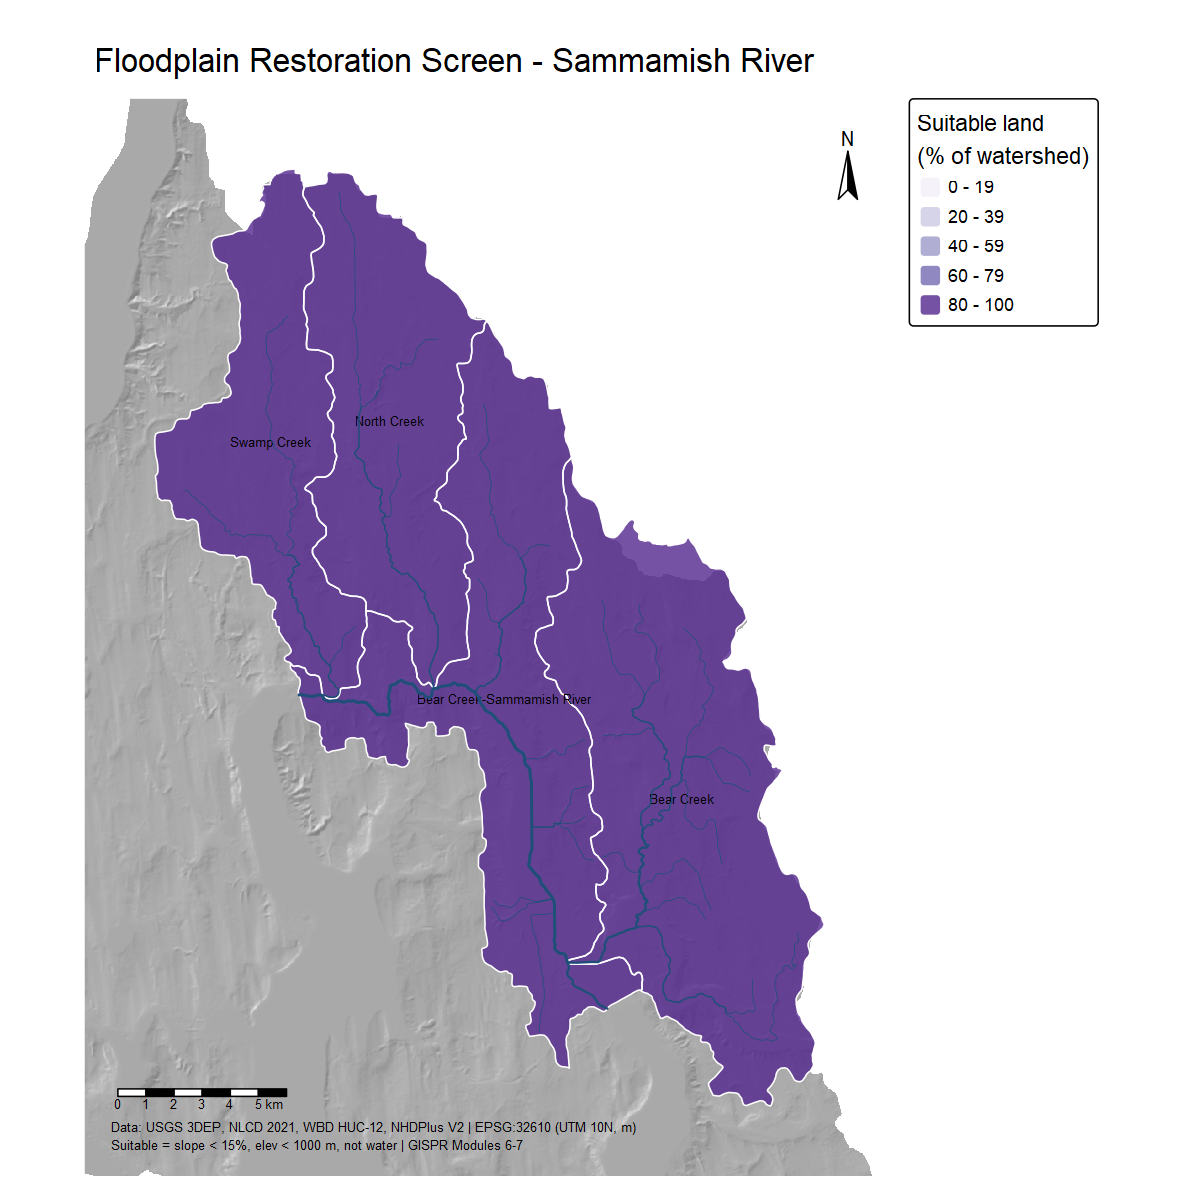 Floodplain Restoration Screen - Sammamish River
N
Suitable land
(% of watershed)
0 - 19
20 - 39
40 - 59
60 - 79
80 - 100
North Creek
Swamp Creek
Bear Creek-Sammamish River
Bear Creek
0 1 2 3 4 5 km
Data: USGS 3DEP, NLCD 2021, WBD HUC-12, NHDPlus V2 | EPSG:32610 (UTM 10N, m)
Suitable = slope < 15%, elev < 1000 m, not water | GISPR Modules 6-7